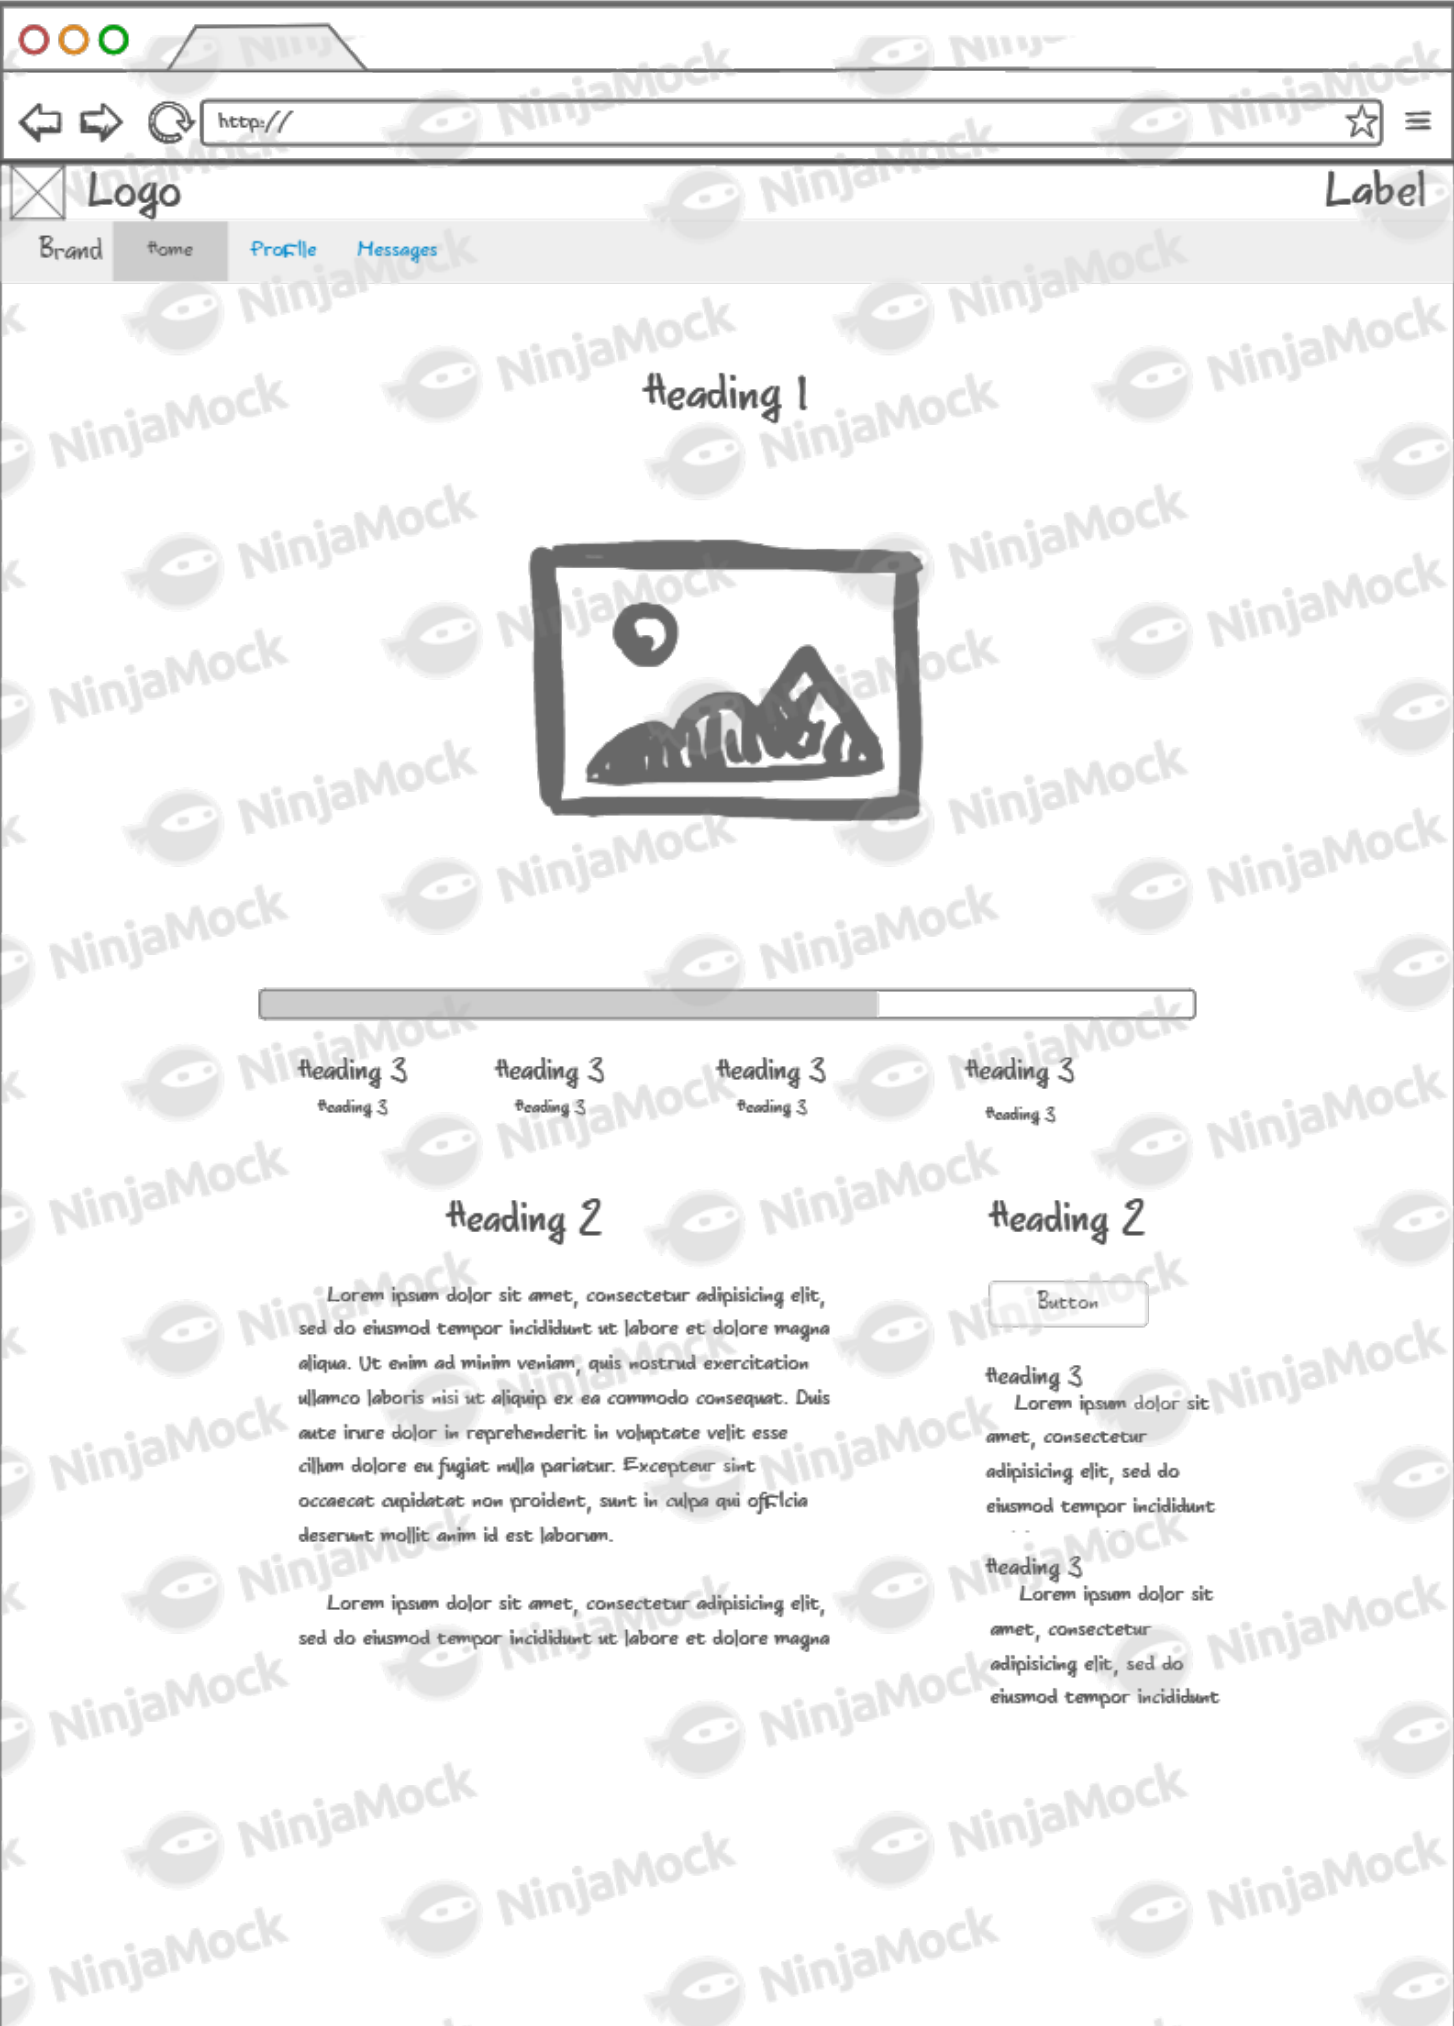 http://
Logo
Label
Brand Home Profile Messages
Heading 1
Heading 3 Heading 3 Heading 3 Heading 3
Heading 3 Heading 3 Heading 3 Heading 3
Heading 2
Lorem ipsum dolor sit amet, consectetur adipisicing elit,
sed do eiusmod tempor incididunt ut labore et dolore magna
aliqua. Ut enim ad minim veniam, quis nostrud exercitation
ullamco laboris nisi ut aliquip ex ea commodo consequat. Duis
aute irure dolor in reprehenderit in voluptate velit esse
cillum dolore eu fugiat nulla pariatur. Excepteur sint
occaecat cupidatat non proident, sunt in culpa qui officia
deserunt mollit anim id est laborum.
Lorem ipsum dolor sit amet, consectetur adipisicing elit,
sed do eiusmod tempor incididunt ut labore et dolore magna
Heading 2
Button
Heading 3
Lorem ipsum dolor sit
amet, consectetur
adipisicing elit, sed do
eiusmod tempor incididunt
Heading 3
Lorem ipsum dolor sit
amet, consectetur
adipisicing elit, sed do
eiusmod tempor incididunt
NinjaMock